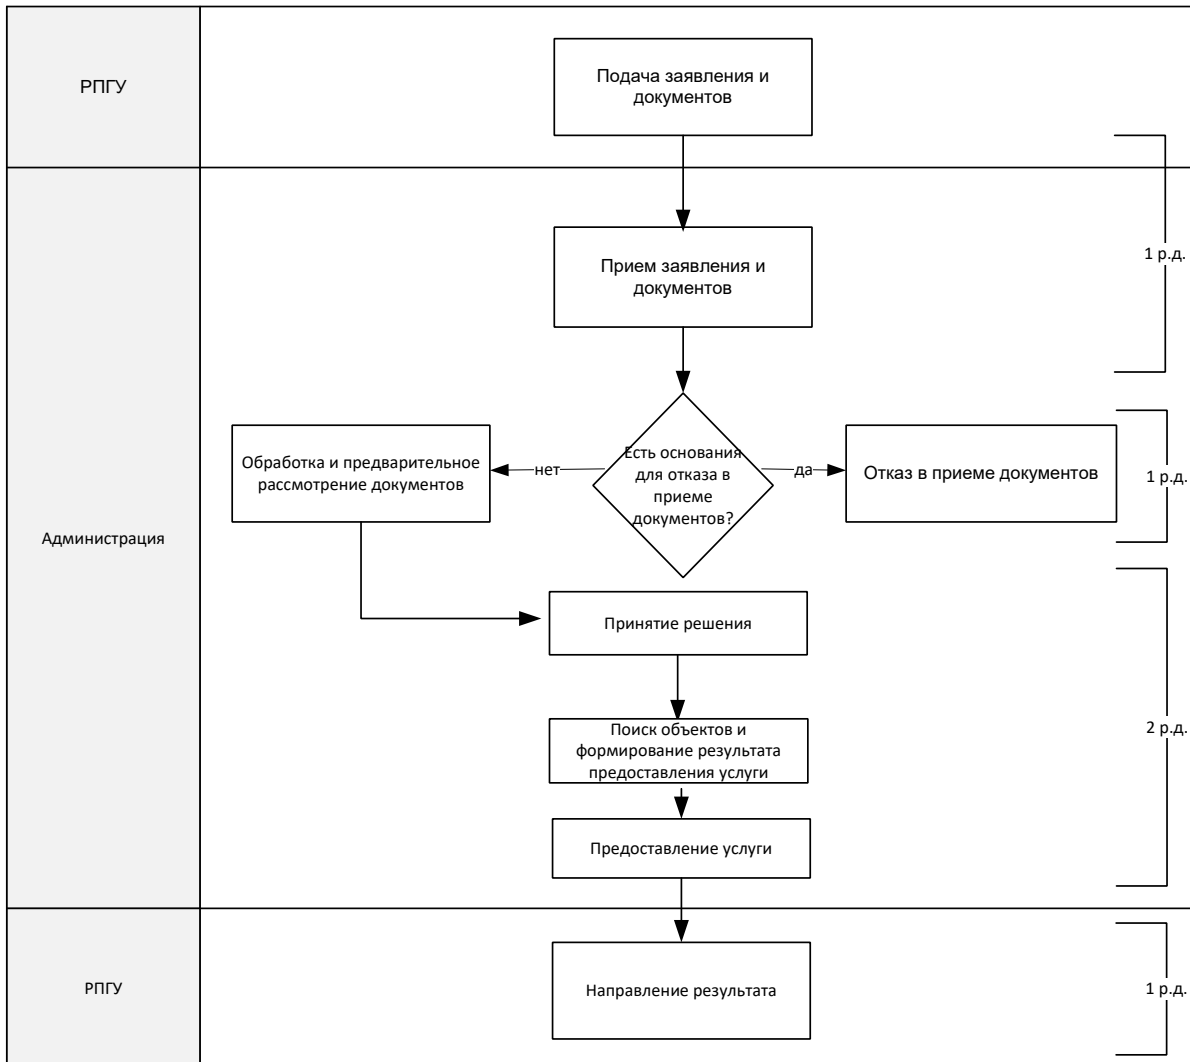 РПГУ
Подача заявления и
документов
Прием заявления и
документов
1 р.д.
Есть основания
для отказа в
приеме
документов?
нет
да
Обработка и предварительное
рассмотрение документов
Отказ в приеме документов
1 р.д.
Администрация
Принятие решения
Поиск объектов и
формирование результата
предоставления услуги
2 р.д.
Предоставление услуги
РПГУ
Направление результата
1 р.д.